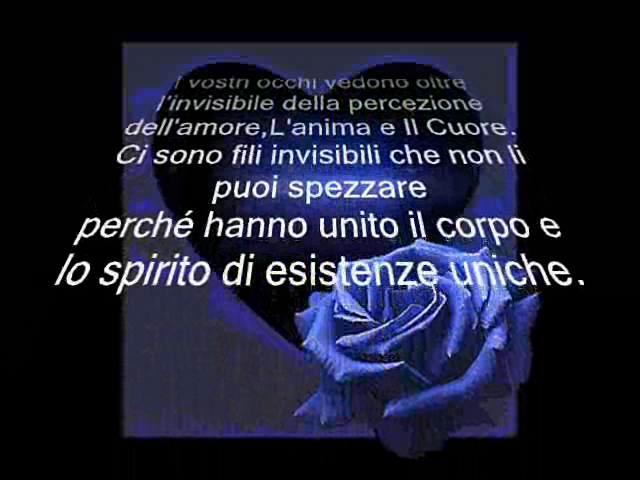 I vostri occhi vedono oltre
l'invisibile della percezione
dell'amore,L'anima e Il Cuore.
Ci sono fili invisibili che non li
puoi spezzare
perché hanno unito il corpo e
lo spirito di esistenze uniche.